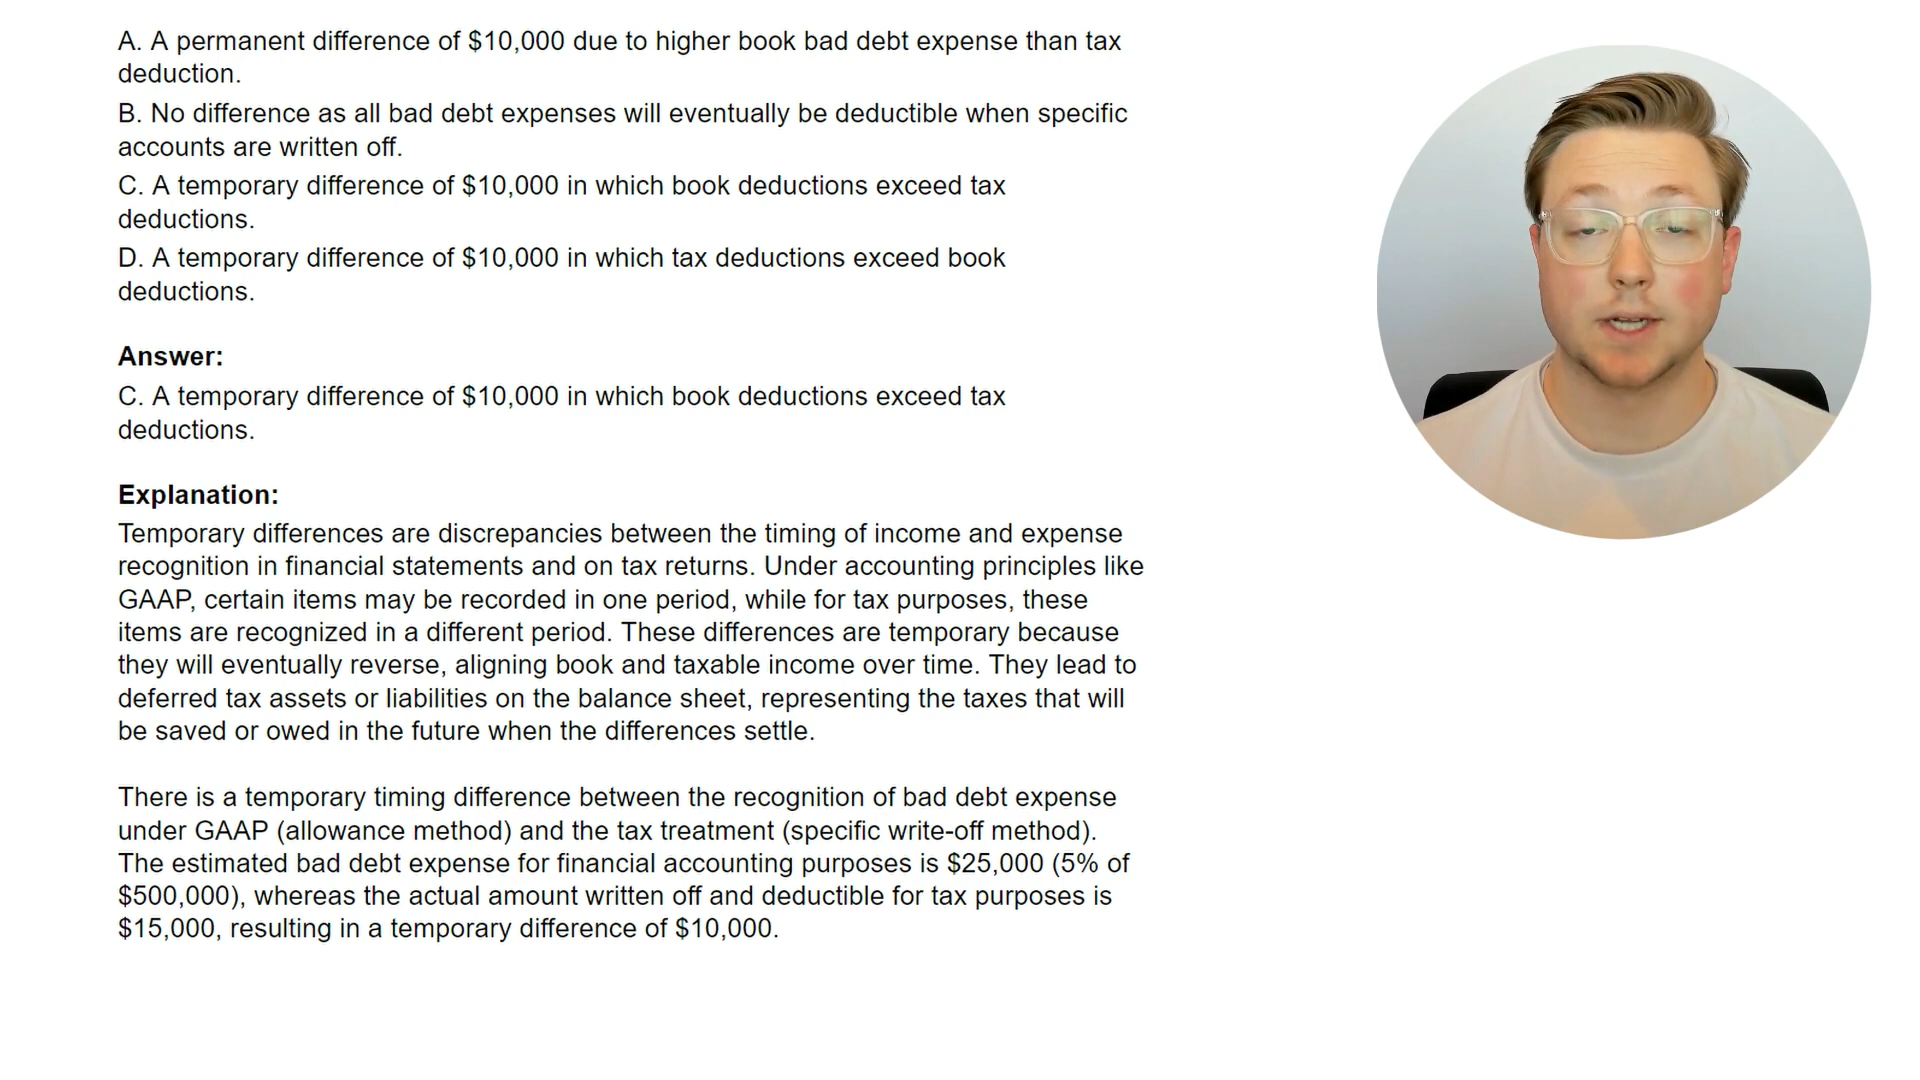 A. A permanent difference of $10,000 due to higher book bad debt expense than tax
deduction.
B. No difference as all bad debt expenses will eventually be deductible when specific
accounts are written off.
C. A temporary difference of $10,000 in which book deductions exceed tax
deductions.
D. A temporary difference of $10,000 in which tax deductions exceed book
deductions.
Answer:
C. A temporary difference of $10,000 in which book deductions exceed tax
deductions.
Explanation:
Temporary differences are discrepancies between the timing of income and expense
recognition in financial statements and on tax returns. Under accounting principles like
GAAP, certain items may be recorded in one period, while for tax purposes, these
items are recognized in a different period. These differences are temporary because
they will eventually reverse, aligning book and taxable income over time. They lead to
deferred tax assets or liabilities on the balance sheet, representing the taxes that will
be saved or owed in the future when the differences settle.
There is a temporary timing difference between the recognition of bad debt expense
under GAAP (allowance method) and the tax treatment (specific write-off method).
The estimated bad debt expense for financial accounting purposes is $25,000 (5% of
$500,000), whereas the actual amount written off and deductible for tax purposes is
$15,000, resulting in a temporary difference of $10,000.